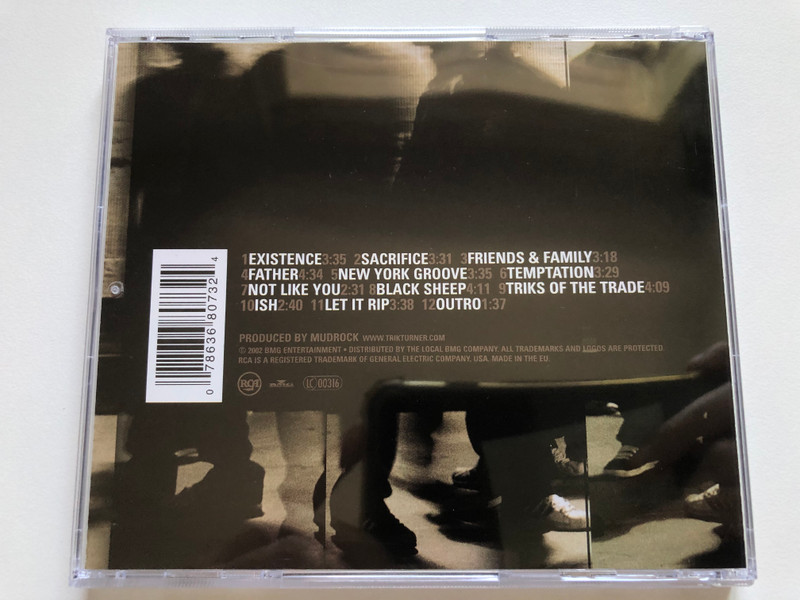 1EXISTENCE3:35 2SACRIFICE3:31 3FRIENDS & FAMILY3:18
4FATHER4:34 5NEW YORK GROOVE3:35 6TEMPTATION3:29
7NOT LIKE YOU2:31 8BLACK SHEEP4:11 9TRIKS OF THE TRADE4:09
10ISH2:40 11LET IT RIP3:38 12OUTRO1:37
PRODUCED BY MUDROCK WWW.TRIKTURNER.COM
© 2002 BMG ENTERTAINMENT • DISTRIBUTED BY THE LOCAL BMG COMPANY. ALL TRADEMARKS AND LOGOS ARE PROTECTED
RCA IS A REGISTERED TRADEMARK OF GENERAL ELECTRIC COMPANY, USA. MADE IN THE EU.
RCA LC 00316
0 78636 80732 4